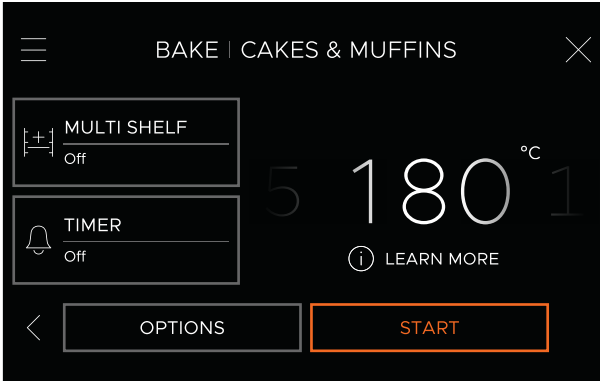 BAKE | CAKES & MUFFINS
MULTI SHELF
Off
5 180 °C 1
TIMER
Off
LEARN MORE
OPTIONS
START